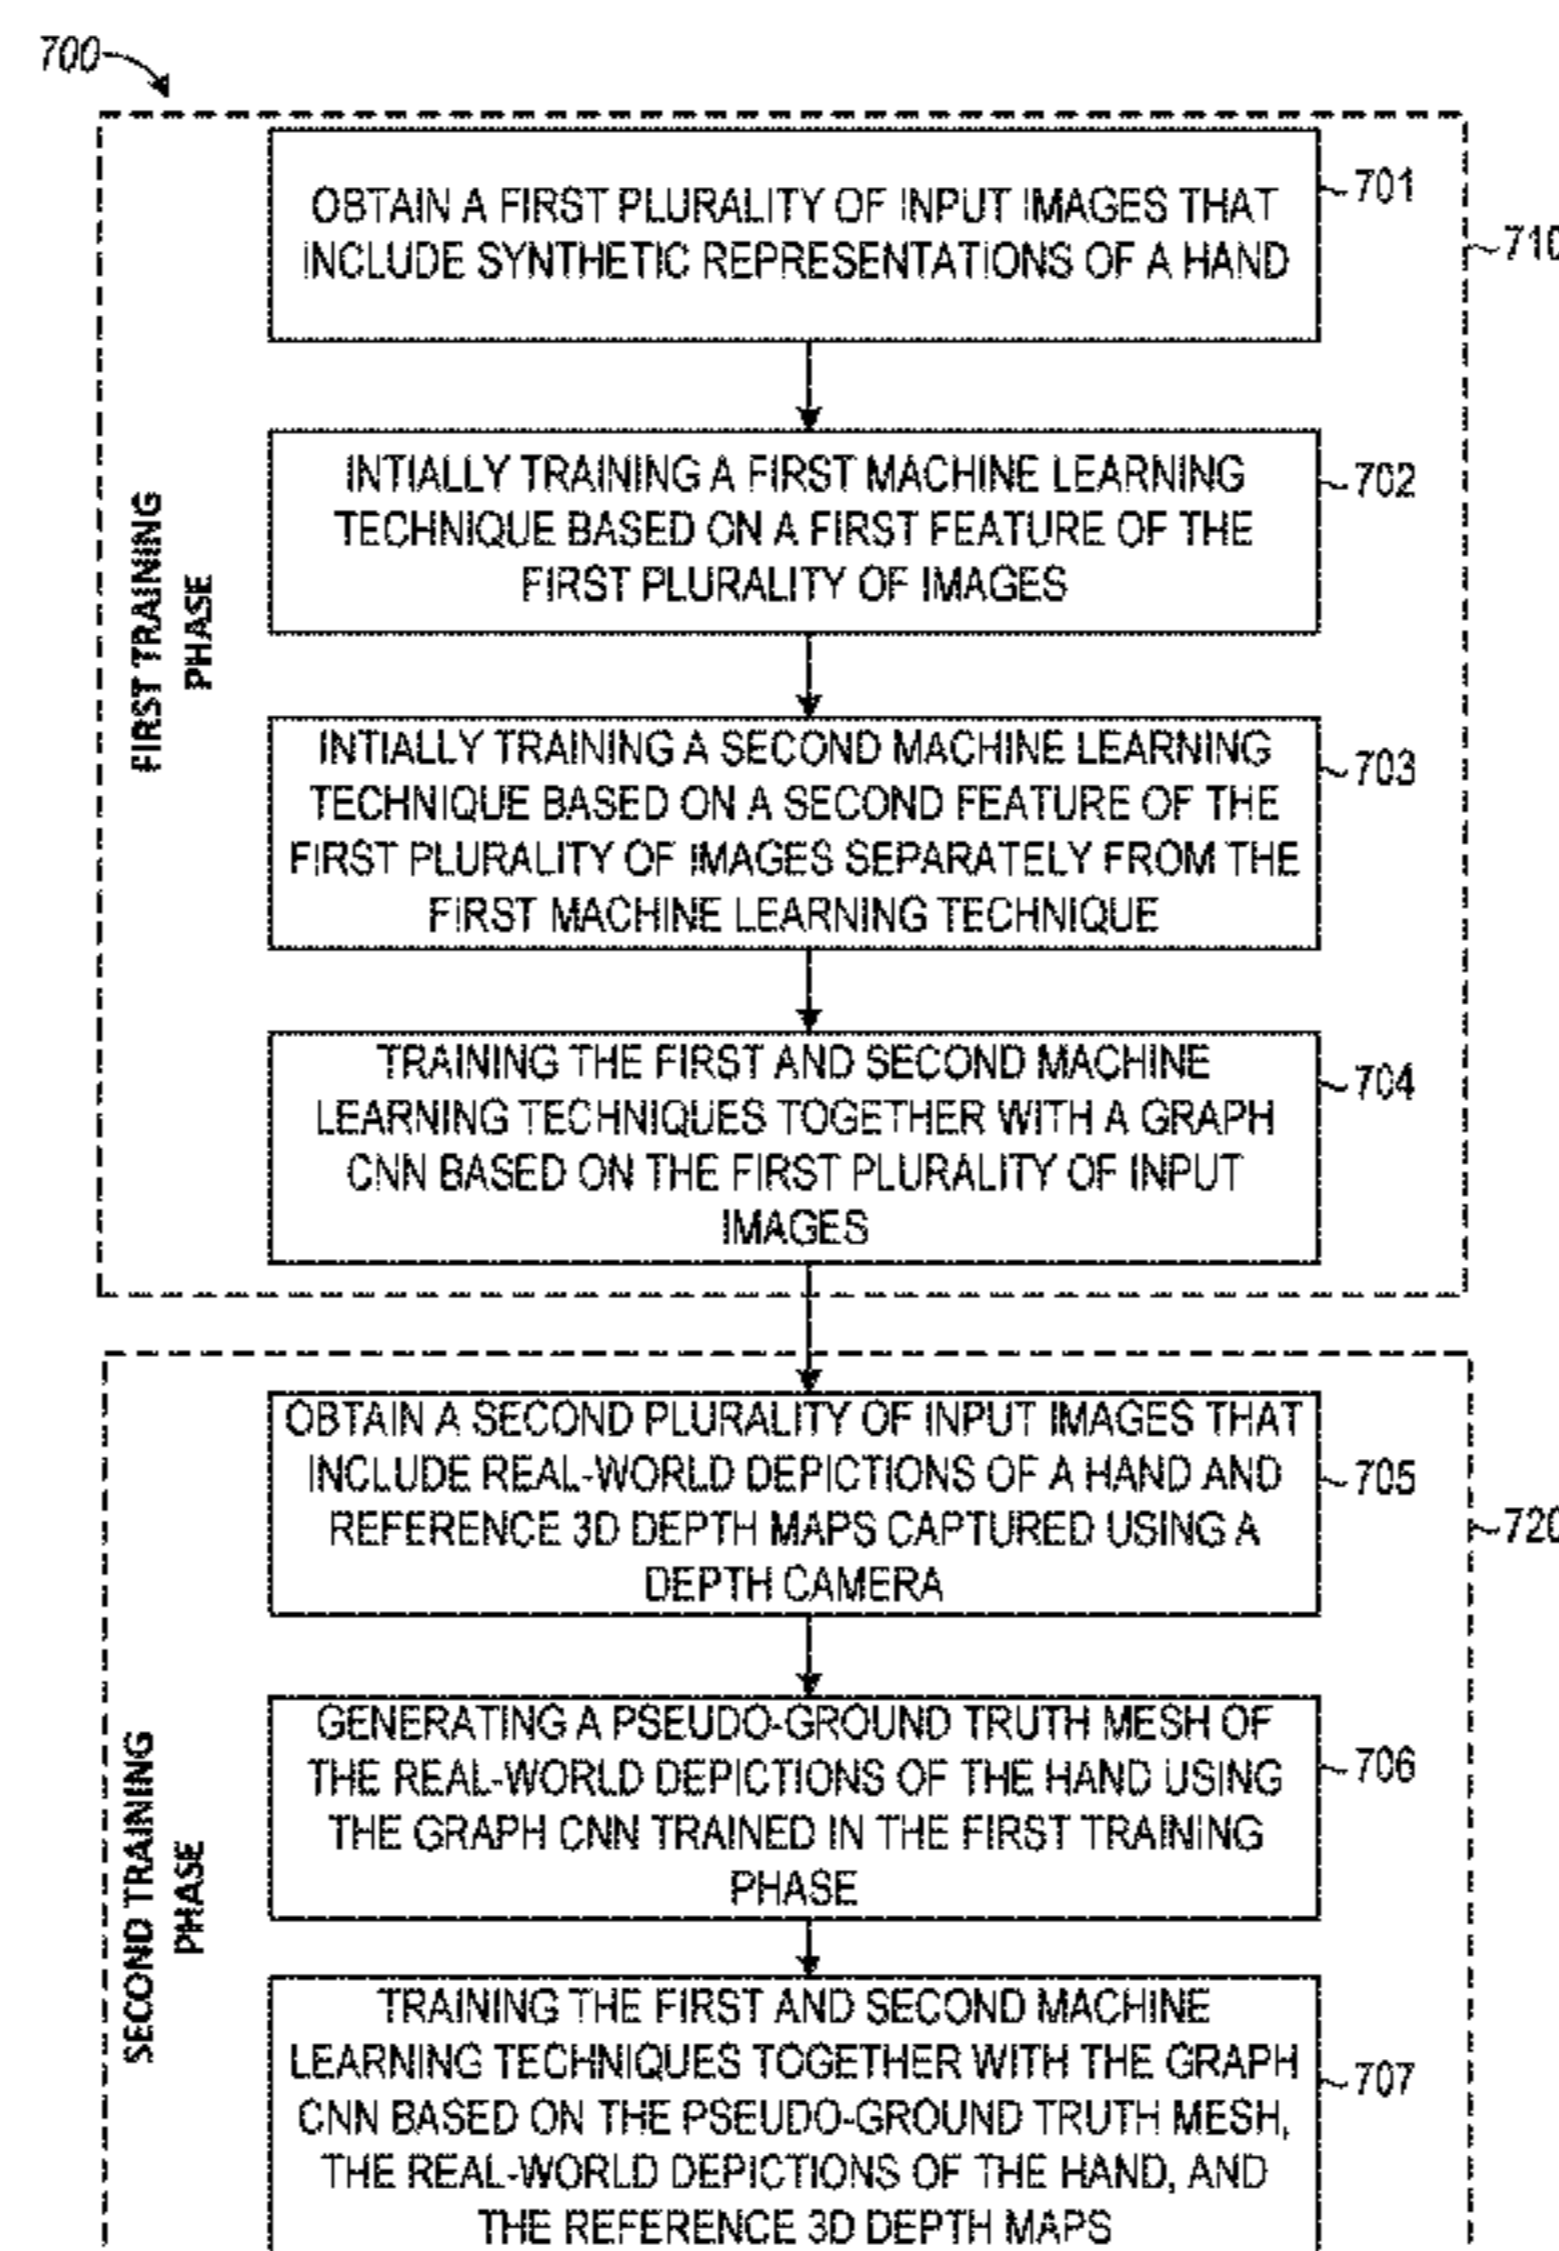 700
OBTAIN A FIRST PLURALITY OF INPUT IMAGES THAT
INCLUDE SYNTHETIC REPRESENTATIONS OF A HAND
701
710
INTIALLY TRAINING A FIRST MACHINE LEARNING
TECHNIQUE BASED ON A FIRST FEATURE OF THE
FIRST PLURALITY OF IMAGES
702
FIRST TRAINING
PHASE
INTIALLY TRAINING A SECOND MACHINE LEARNING
TECHNIQUE BASED ON A SECOND FEATURE OF THE
FIRST PLURALITY OF IMAGES SEPARATELY FROM THE
FIRST MACHINE LEARNING TECHNIQUE
703
TRAINING THE FIRST AND SECOND MACHINE
LEARNING TECHNIQUES TOGETHER WITH A GRAPH
CNN BASED ON THE FIRST PLURALITY OF INPUT
IMAGES
704
OBTAIN A SECOND PLURALITY OF INPUT IMAGES THAT
INCLUDE REAL-WORLD DEPICTIONS OF A HAND AND
REFERENCE 3D DEPTH MAPS CAPTURED USING A
DEPTH CAMERA
705
720
GENERATING A PSEUDO-GROUND TRUTH MESH OF
THE REAL-WORLD DEPICTIONS OF THE HAND USING
THE GRAPH CNN TRAINED IN THE FIRST TRAINING
PHASE
706
SECOND TRAINING
PHASE
TRAINING THE FIRST AND SECOND MACHINE
LEARNING TECHNIQUES TOGETHER WITH THE GRAPH
CNN BASED ON THE PSEUDO-GROUND TRUTH MESH,
THE REAL-WORLD DEPICTIONS OF THE HAND, AND
THE REFERENCE 3D DEPTH MAPS
707